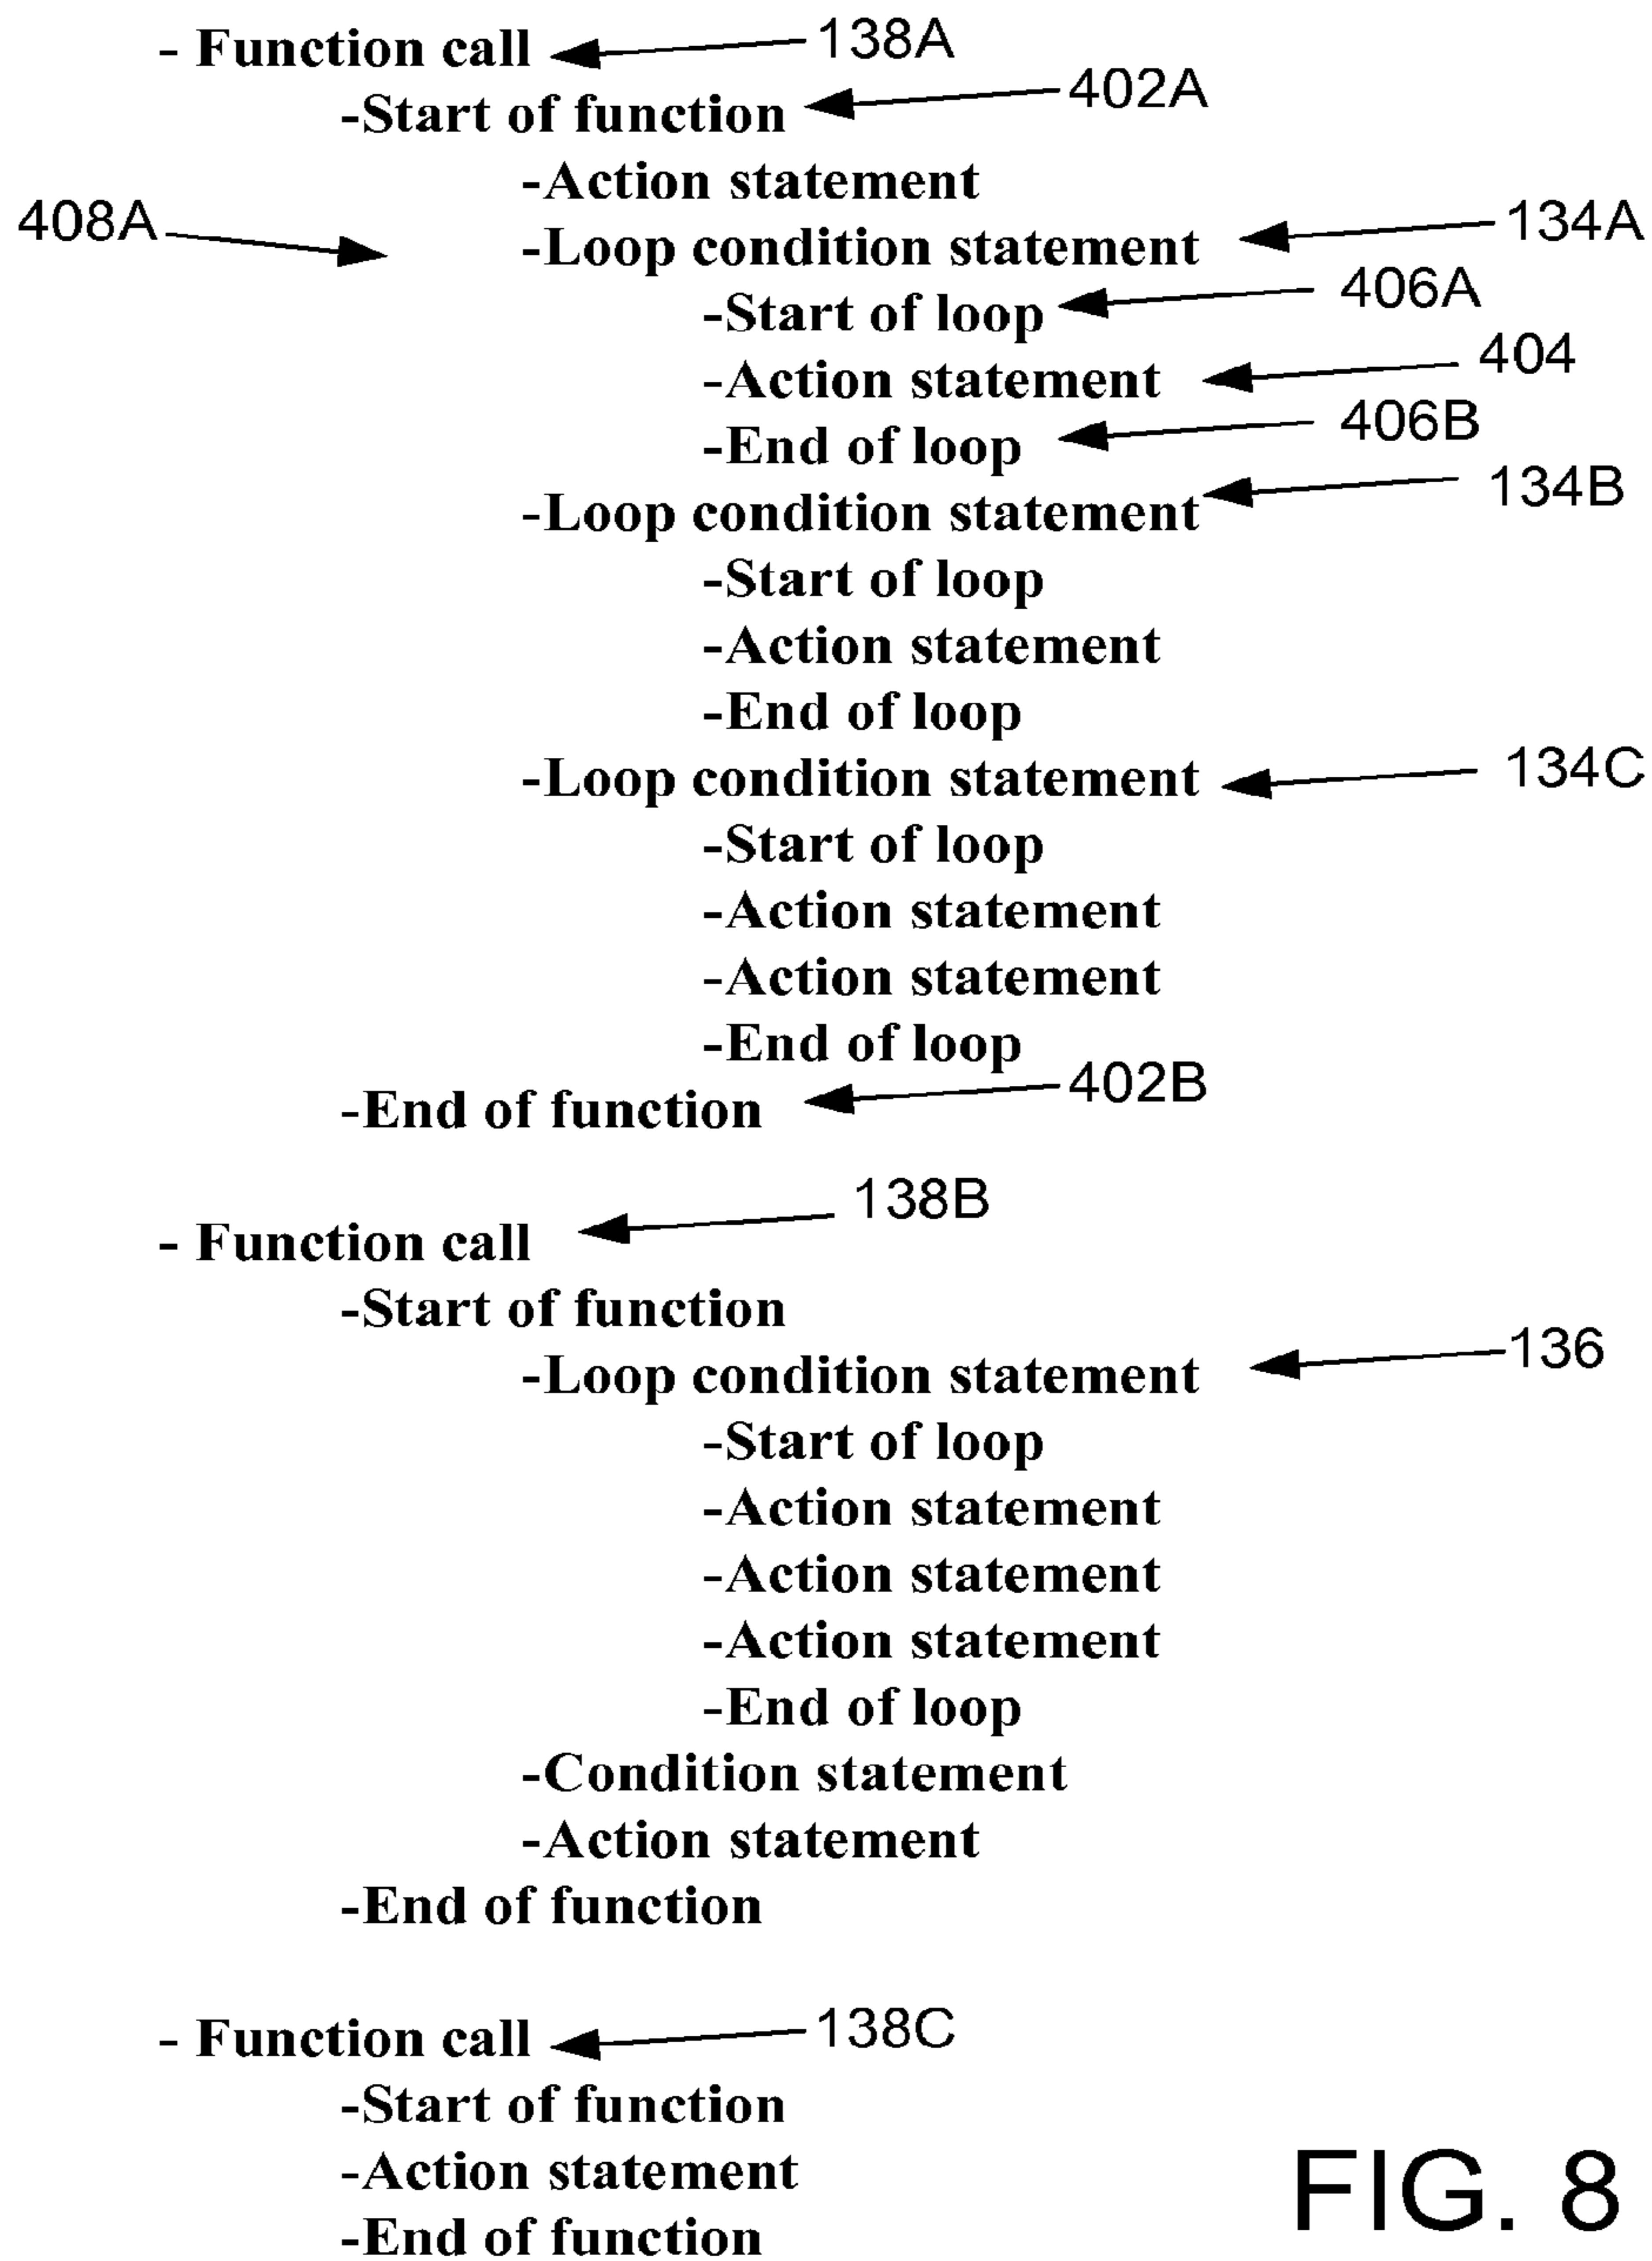 - Function call 138A
-Start of function 402A
-Action statement
408A -Loop condition statement 134A
-Start of loop 406A
-Action statement 404
-End of loop 406B
-Loop condition statement 134B
-Start of loop
-Action statement
-End of loop
-Loop condition statement 134C
-Start of loop
-Action statement
-Action statement
-End of loop
-End of function 402B
- Function call 138B
-Start of function
-Loop condition statement 136
-Start of loop
-Action statement
-Action statement
-Action statement
-End of loop
-Condition statement
-Action statement
-End of function
- Function call 138C
-Start of function
-Action statement
-End of function
FIG. 8